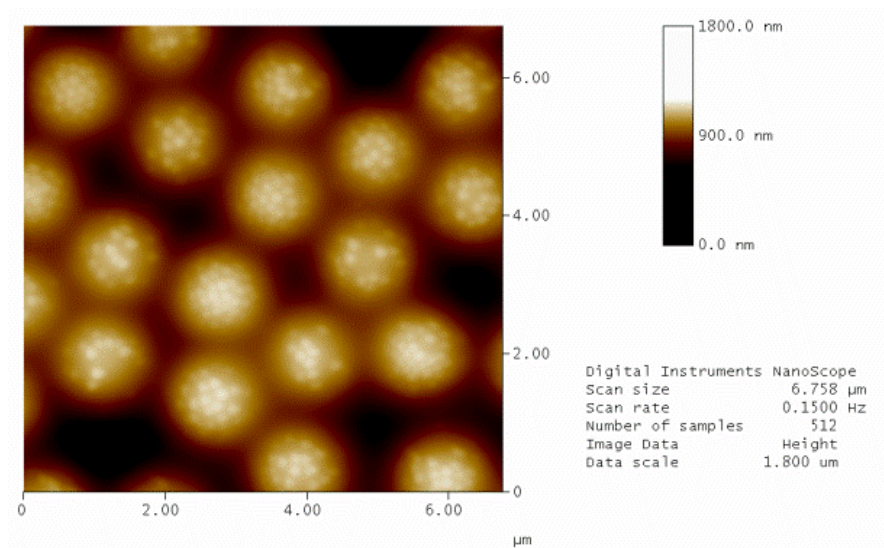 1800.0 nm
900.0 nm
0.0 nm
6.00
4.00
2.00
0
0 2.00 4.00 6.00
µm
Digital Instruments NanoScope
Scan size 6.758 µm
Scan rate 0.1500 Hz
Number of samples 512
Image Data Height
Data scale 1.800 um